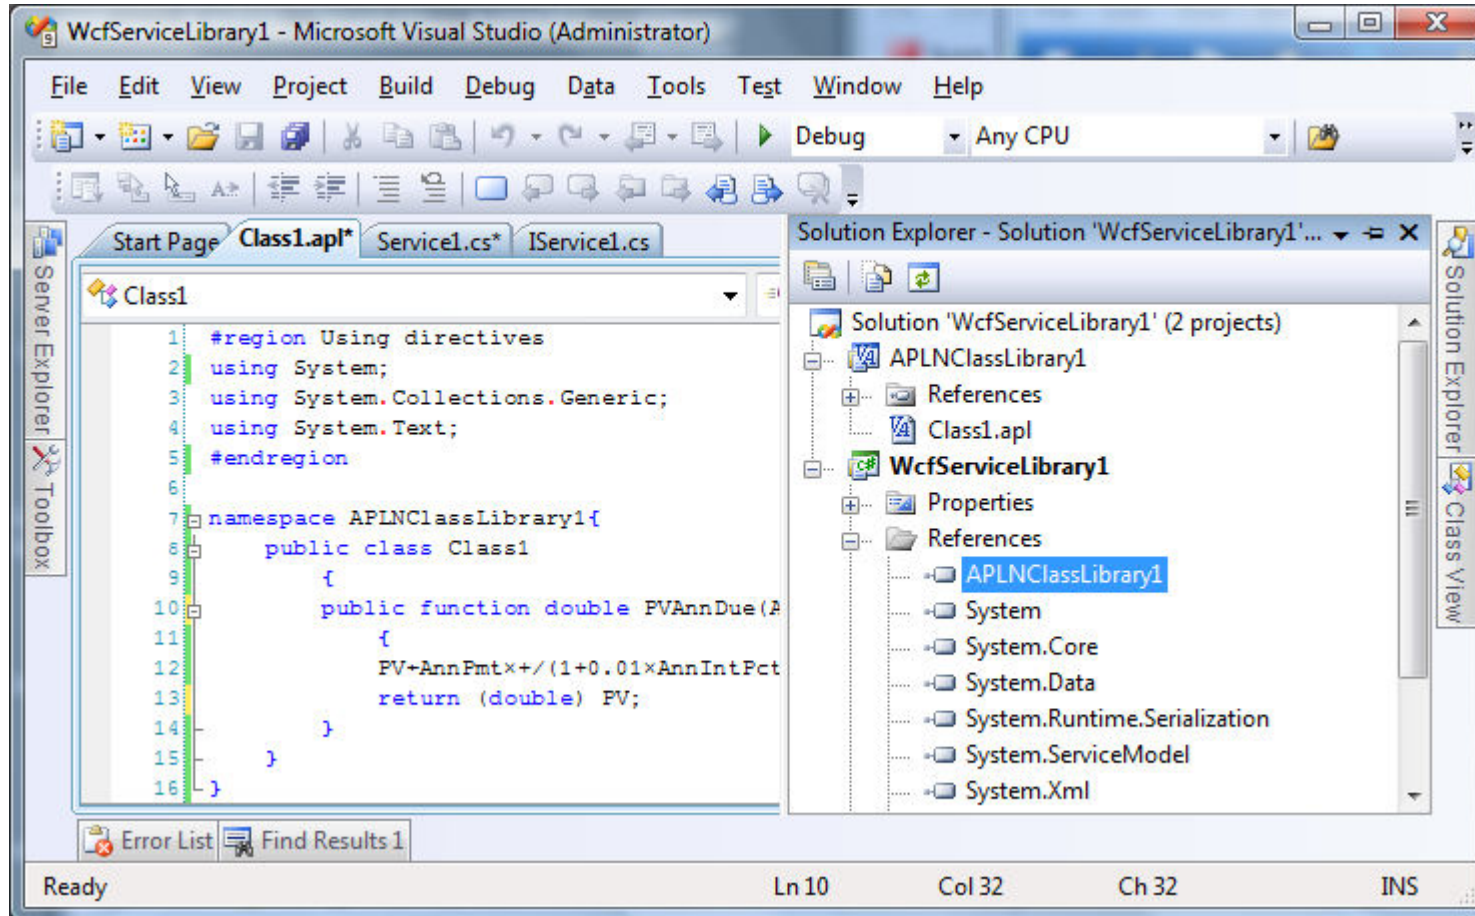 WcfServiceLibrary1 - Microsoft Visual Studio (Administrator)
File Edit View Project Build Debug Data Tools Test Window Help
Debug Any CPU
Start Page Class1.apl* Service1.cs* IService1.cs
Class1
1 #region Using directives
2 using System;
3 using System.Collections.Generic;
4 using System.Text;
5 #endregion
6
7 namespace APLNClassLibrary1{
8 public class Class1
9 {
10 public function double PVAnnDue(A
11 {
12 PV←AnnPmt×+/(1+0.01×AnnIntPct
13 return (double) PV;
14 }
15 }
16 }
Solution Explorer - Solution 'WcfServiceLibrary1'...
Solution 'WcfServiceLibrary1' (2 projects)
APLNClassLibrary1
References
Class1.apl
WcfServiceLibrary1
Properties
References
APLNClassLibrary1
System
System.Core
System.Data
System.Runtime.Serialization
System.ServiceModel
System.Xml
Server Explorer
Toolbox
Solution Explorer
Class View
Error List Find Results 1
Ready Ln 10 Col 32 Ch 32 INS